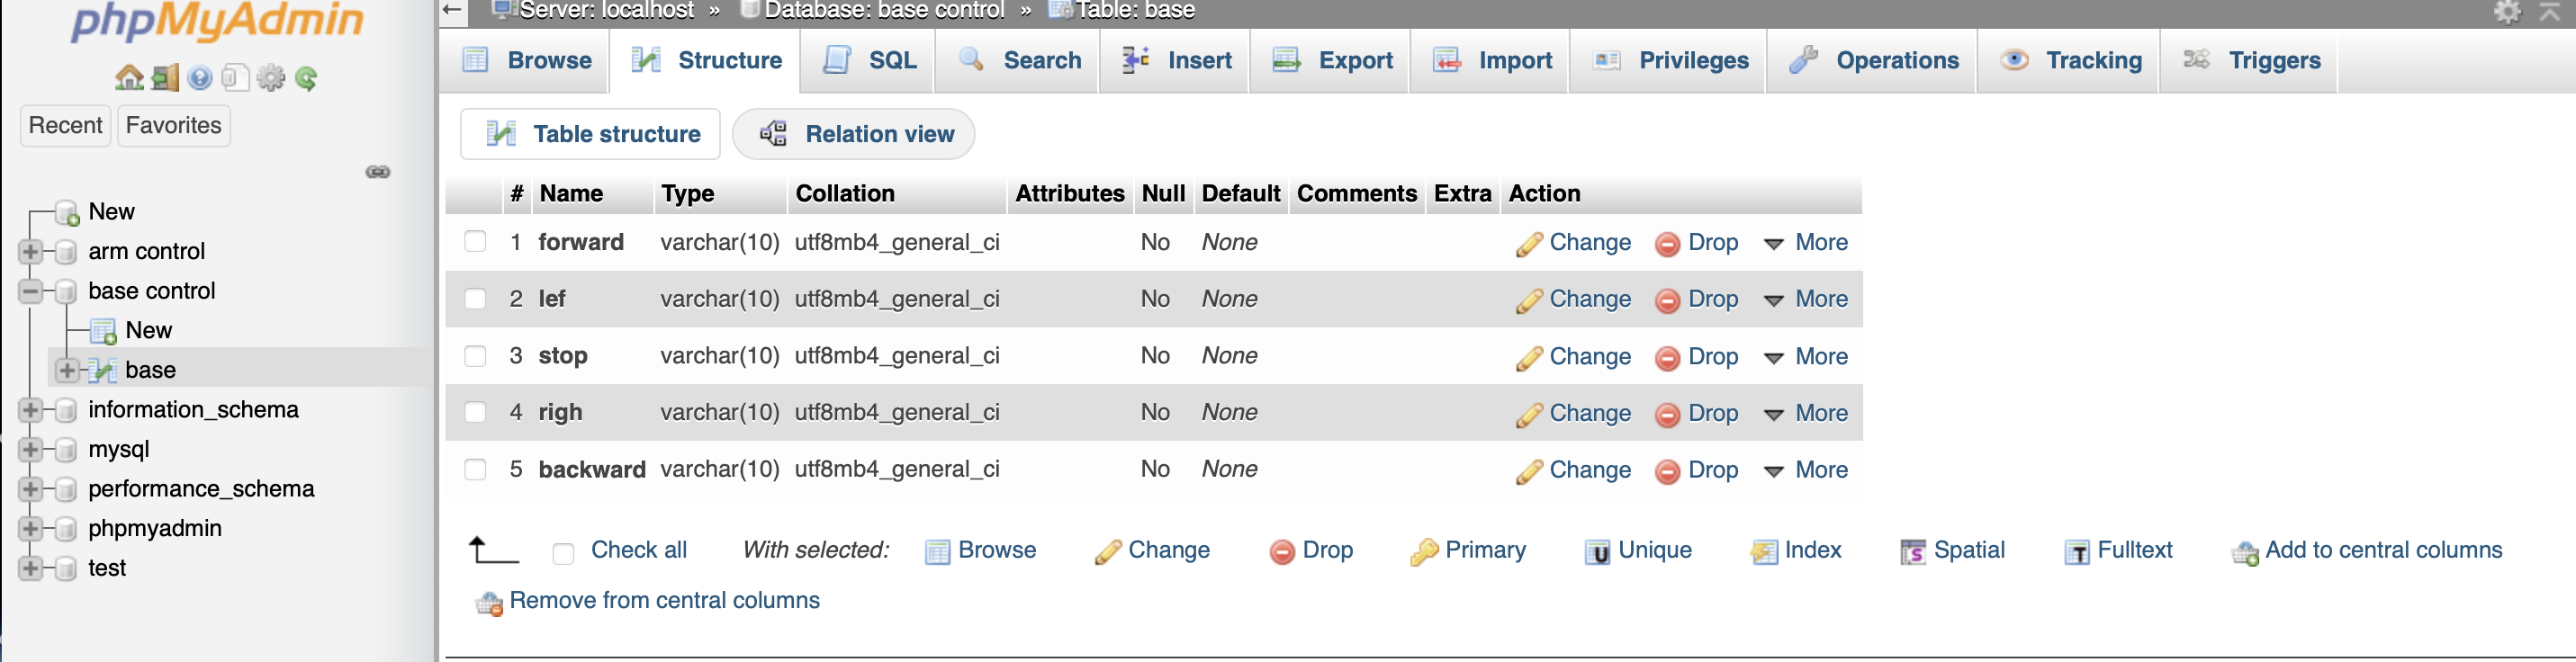 phpMyAdmin
Recent Favorites
New
arm control
base control
New
base
information_schema
mysql
performance_schema
phpmyadmin
test
Server: localhost » Database: base control » Table: base
Browse Structure SQL Search Insert Export Import Privileges Operations Tracking Triggers
Table structure Relation view
# Name Type Collation Attributes Null Default Comments Extra Action
1 forward varchar(10) utf8mb4_general_ci No None Change Drop More
2 lef varchar(10) utf8mb4_general_ci No None Change Drop More
3 stop varchar(10) utf8mb4_general_ci No None Change Drop More
4 righ varchar(10) utf8mb4_general_ci No None Change Drop More
5 backward varchar(10) utf8mb4_general_ci No None Change Drop More
Check all With selected: Browse Change Drop Primary Unique Index Spatial Fulltext Add to central columns
Remove from central columns